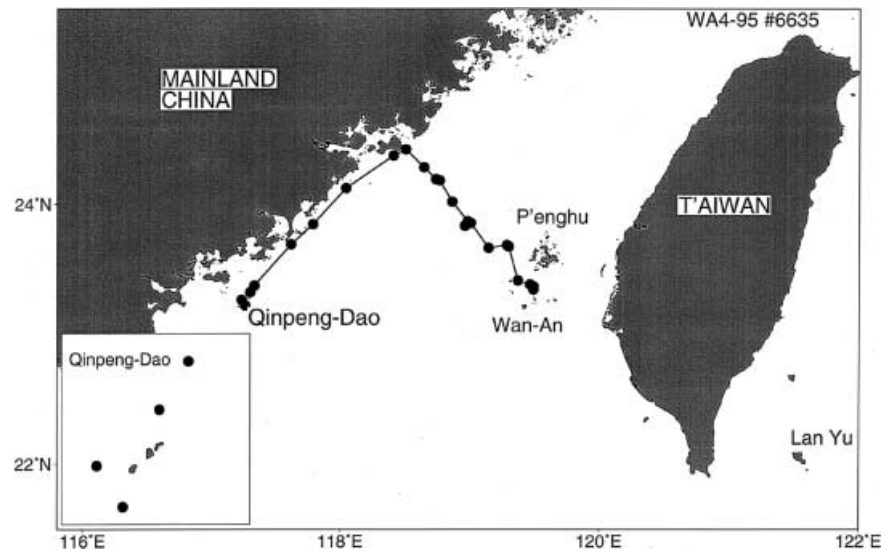 WA4-95 #6635
MAINLAND
CHINA
24°N
P'enghu
T'AIWAN
Qinpeng-Dao
Wan-An
Qinpeng-Dao
Lan Yu
22°N
116°E
118°E
120°E
122°E